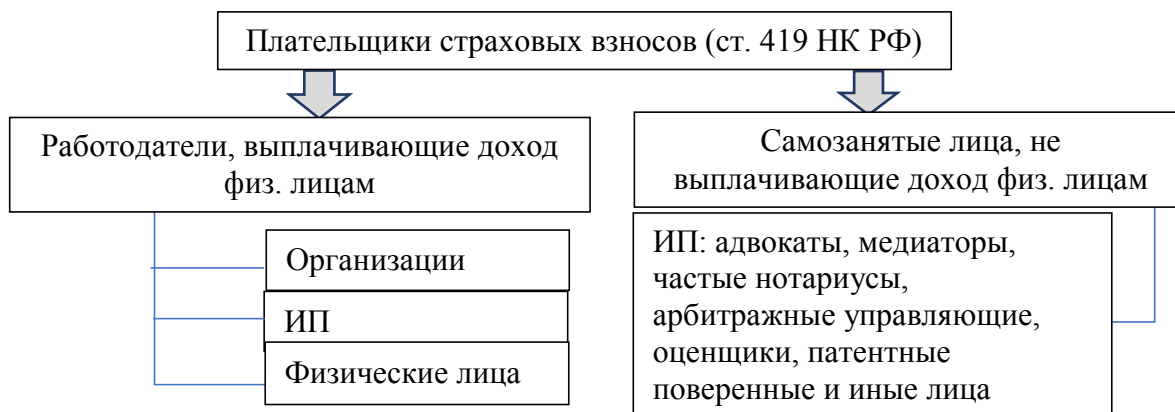 Плательщики страховых взносов (ст. 419 НК РФ)
Работодатели, выплачивающие доход
физ. лицам
Организации
ИП
Физические лица
Самозанятые лица, не
выплачивающие доход физ. лицам
ИП: адвокаты, медиаторы,
частые нотариусы,
арбитражные управляющие,
оценщики, патентные
поверенные и иные лица